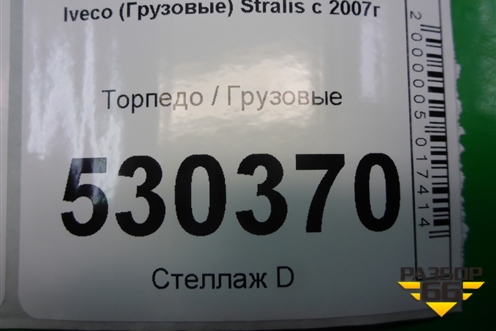 Iveco (Грузовые) Stralis с 2007г
Торпедо / Грузовые
530370
Стеллаж D
2000005017414
РАЗБОР
66